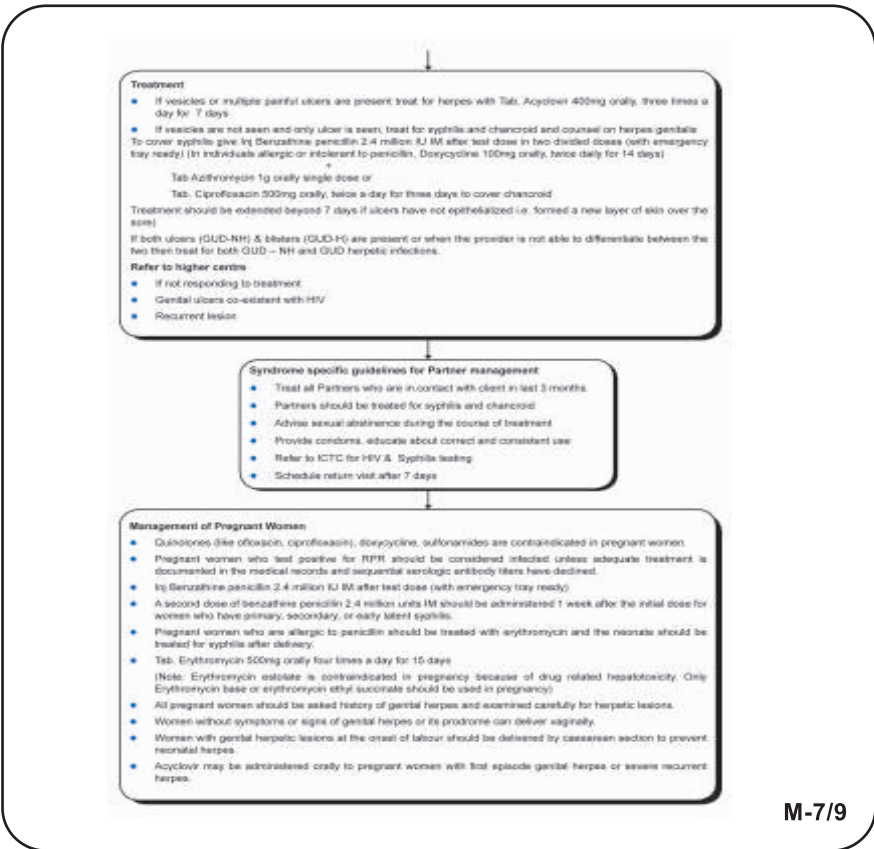 Treatment
If vesicles or multiple painful ulcers are present treat for herpes with Tab. Acyclovir 400mg orally, three times a
day for 7 days
If vesicles are not seen and only ulcer is seen, treat for syphilis and chancroid and counsel on herpes genitalis
To cover syphilis give Inj Benzathine penicillin 2.4 million IU IM after test dose in two divided doses (with emergency
tray ready) (In individuals allergic or intolerant to penicillin, Doxycycline 100mg orally, twice daily for 14 days)
+
Tab Azithromycin 1g orally single dose or
Tab. Ciprofloxacin 500mg orally, twice a day for three days to cover chancroid
Treatment should be extended beyond 7 days if ulcers have not epithelialized i.e. formed a new layer of skin over the
sore)
If both ulcers (GUD-NH) & blisters (GUD-H) are present or when the provider is not able to differentiate between the
two then treat for both GUD – NH and GUD herpetic infections.
Refer to higher centre
If not responding to treatment
Genital ulcers co-existent with HIV
Recurrent lesion
Syndrome specific guidelines for Partner management
Treat all Partners who are in contact with client in last 3 months
Partners should be treated for syphilis and chancroid
Advise sexual abstinence during the course of treatment
Provide condoms, educate about correct and consistent use
Refer to ICTC for HIV & Syphilis testing
Schedule return visit after 7 days
Management of Pregnant Women
Quinolones (like ofloxacin, ciprofloxacin), doxycycline, sulfonamides are contraindicated in pregnant women.
Pregnant women who test positive for RPR should be considered infected unless adequate treatment is
documented in the medical records and sequential serologic antibody titers have declined.
Inj Benzathine penicillin 2.4 million IU IM after test dose (with emergency tray ready)
A second dose of benzathine penicillin 2.4 million units IM should be administered 1 week after the initial dose for
women who have primary, secondary, or early latent syphilis.
Pregnant women who are allergic to penicillin should be treated with erythromycin and the neonate should be
treated for syphilis after delivery.
Tab. Erythromycin 500mg orally four times a day for 15 days
(Note: Erythromycin estolate is contraindicated in pregnancy because of drug related hepatotoxicity. Only
Erythromycin base or erythromycin ethyl succinate should be used in pregnancy)
All pregnant women should be asked history of genital herpes and examined carefully for herpetic lesions.
Women without symptoms or signs of genital herpes or its prodrome can deliver vaginally.
Women with genital herpetic lesions at the onset of labour should be delivered by caesarean section to prevent
neonatal herpes.
Acyclovir may be administered orally to pregnant women with first episode genital herpes or severe recurrent
herpes.
M-7/9